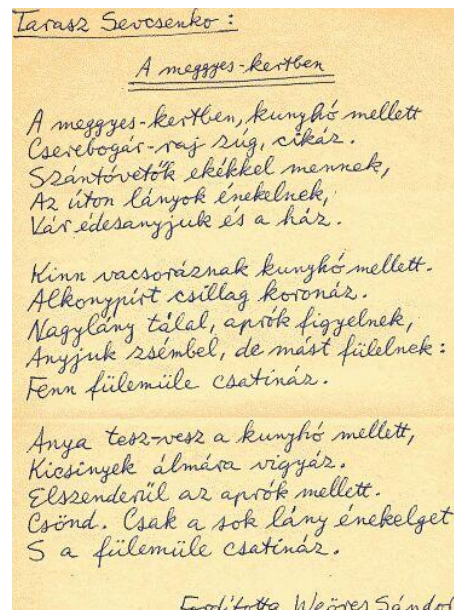 Tarasz Sevcsenko:
A meggyes-kertben
A meggyes-kertben, kunyhó mellett
Cserebogár-raj zúg, cikáz.
Szántóvetők ekékkel mennek,
Az úton lányok énekelnek,
Vár édesanyjuk és a ház.
Kinn vacsoráznak kunyhó mellett.
Alkonypírt csillag koronáz.
Nagylány tálal, aprók figyelnek,
Anyjuk zsémbel, de mást fülelnek:
Fenn fülemüle csatináz.
Anya tesz-vesz a kunyhó mellett,
Kicsinyek álmára vigyáz.
Elszenderül az aprók mellett.
Csönd. Csak a sok lány énekelget
S a fülemüle csatináz.
Fordította Weöres Sándor